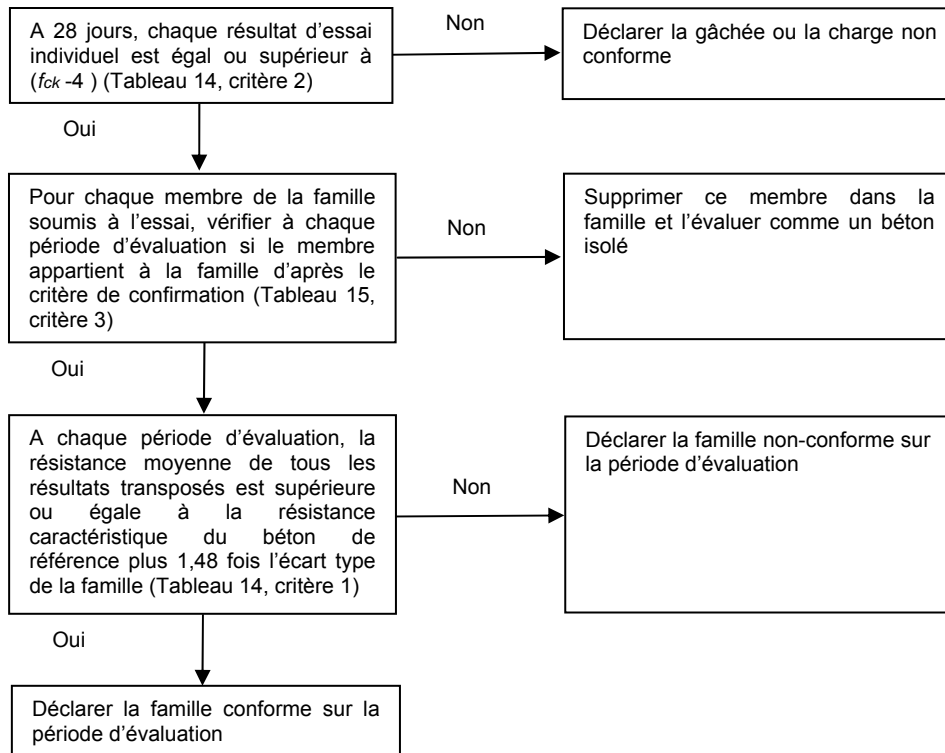 A 28 jours, chaque résultat d’essai
individuel est égal ou supérieur à
(fck -4 ) (Tableau 14, critère 2)
Non
Déclarer la gâchée ou la charge non
conforme
Oui
Pour chaque membre de la famille
soumis à l’essai, vérifier à chaque
période d’évaluation si le membre
appartient à la famille d’après le
critère de confirmation (Tableau 15,
critère 3)
Non
Supprimer ce membre dans la
famille et l’évaluer comme un béton
isolé
Oui
A chaque période d’évaluation, la
résistance moyenne de tous les
résultats transposés est supérieure
ou égale à la résistance
caractéristique du béton de
référence plus 1,48 fois l’écart type
de la famille (Tableau 14, critère 1)
Non
Déclarer la famille non-conforme sur
la période d’évaluation
Oui
Déclarer la famille conforme sur la
période d’évaluation